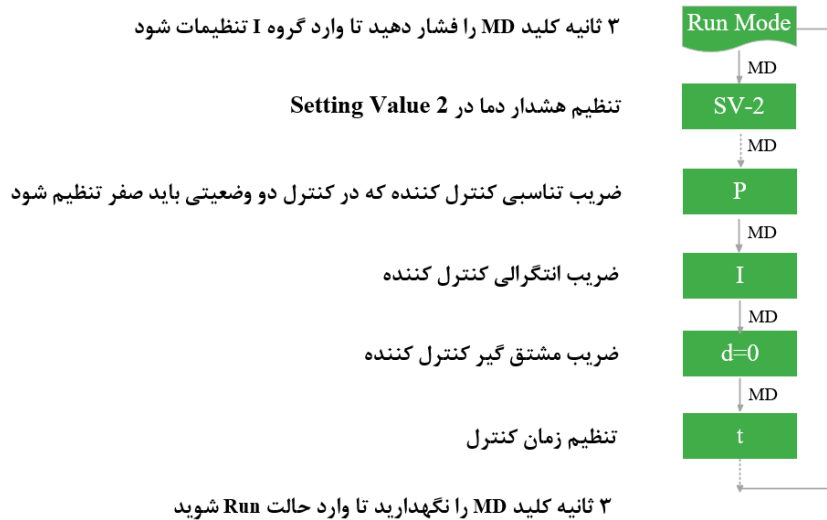 ۳ ثانیه کلید MD را فشار دهید تا وارد گروه I تنظیمات شود
Run Mode
MD
تنظیم هشدار دما در Setting Value 2
SV-2
MD
ضریب تناسبی کنترل کننده که در کنترل دو وضعیتی باید صفر تنظیم شود
P
MD
ضریب انتگرالی کنترل کننده
I
MD
ضریب مشتق گیر کنترل کننده
d=0
MD
تنظیم زمان کنترل
t
۳ ثانیه کلید MD را نگهدارید تا وارد حالت Run شوید